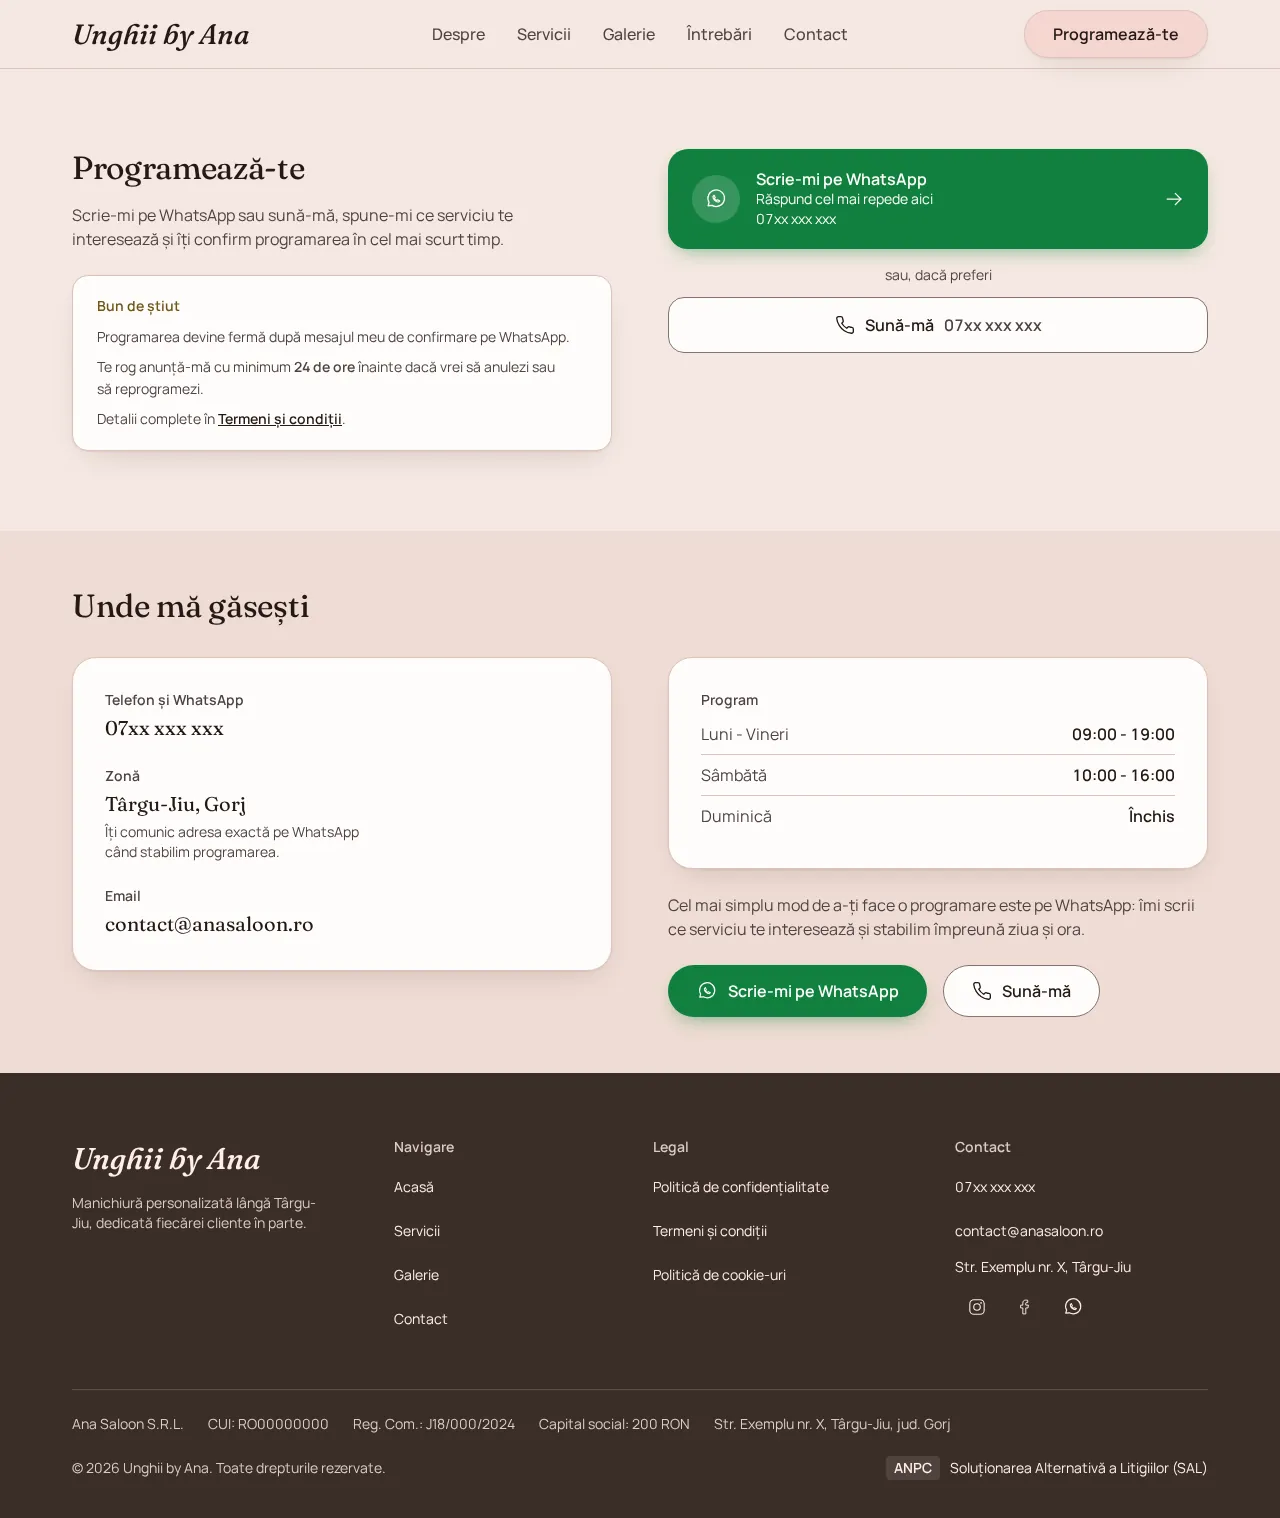 Unghii by Ana
Despre
Servicii
Galerie
Întrebări
Contact
Programează-te
Programează-te
Scrie-mi pe WhatsApp sau sună-mă, spune-mi ce serviciu te
interesează și îți confirm programarea în cel mai scurt timp.
Bun de știut
Programarea devine fermă după mesajul meu de confirmare pe WhatsApp.
Te rog anunță-mă cu minimum 24 de ore înainte dacă vrei să anulezi sau
să reprogramezi.
Detalii complete în Termeni și condiții.
Scrie-mi pe WhatsApp
Răspund cel mai repede aici
07xx xxx xxx
sau, dacă preferi
Sună-mă 07xx xxx xxx
Unde mă găsești
Telefon și WhatsApp
07xx xxx xxx
Zonă
Târgu-Jiu, Gorj
Îți comunic adresa exactă pe WhatsApp
când stabilim programarea.
Email
contact@anasaloon.ro
Program
Luni - Vineri 09:00 - 19:00
Sâmbătă 10:00 - 16:00
Duminică Închis
Cel mai simplu mod de a-ți face o programare este pe WhatsApp: îmi scrii
ce serviciu te interesează și stabilim împreună ziua și ora.
Scrie-mi pe WhatsApp
Sună-mă
Unghii by Ana
Manichiură personalizată lângă Târgu-
Jiu, dedicată fiecărei cliente în parte.
Navigare
Acasă
Servicii
Galerie
Contact
Legal
Politică de confidențialitate
Termeni și condiții
Politică de cookie-uri
Contact
07xx xxx xxx
contact@anasaloon.ro
Str. Exemplu nr. X, Târgu-Jiu
Ana Saloon S.R.L. CUI: RO00000000 Reg. Com.: J18/000/2024 Capital social: 200 RON Str. Exemplu nr. X, Târgu-Jiu, jud. Gorj
© 2026 Unghii by Ana. Toate drepturile rezervate.
ANPC Soluționarea Alternativă a Litigiilor (SAL)